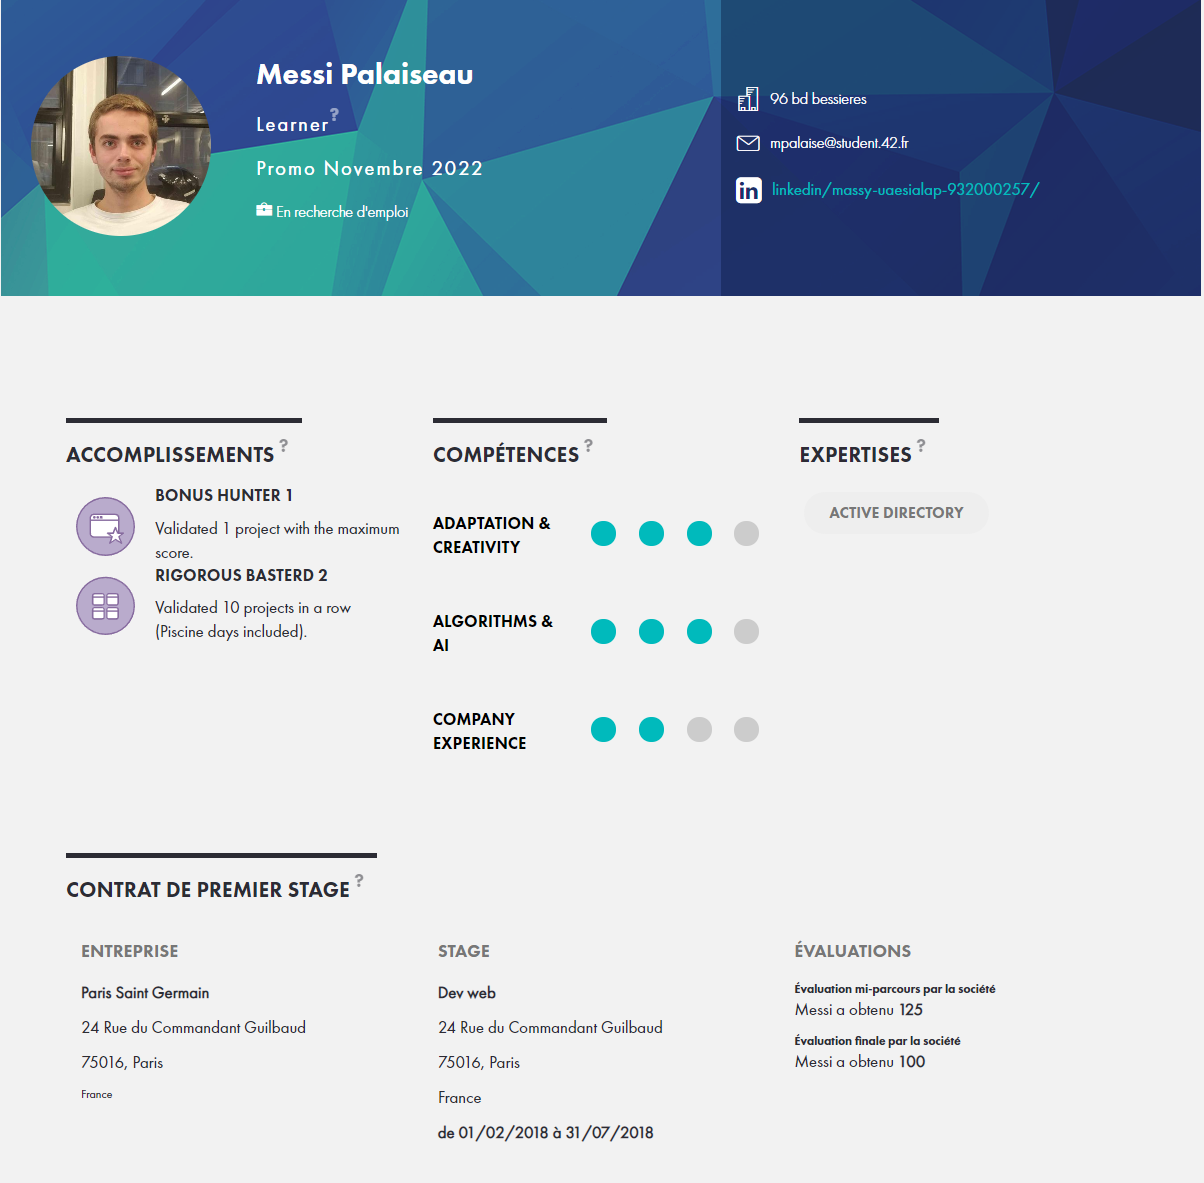 Messi Palaiseau
Learner ?
Promo Novembre 2022
En recherche d'emploi
96 bd bessieres
mpalaise@student.42.fr
in linkedin/massy-uaesialap-932000257/
ACCOMPLISSEMENTS ?
BONUS HUNTER 1
Validated 1 project with the maximum
score.
RIGOROUS BASTERD 2
Validated 10 projects in a row
(Piscine days included).
COMPÉTENCES ?
ADAPTATION &
CREATIVITY
ALGORITHMS &
AI
COMPANY
EXPERIENCE
EXPERTISES ?
ACTIVE DIRECTORY
CONTRAT DE PREMIER STAGE ?
ENTREPRISE
Paris Saint Germain
24 Rue du Commandant Guilbaud
75016, Paris
France
STAGE
Dev web
24 Rue du Commandant Guilbaud
75016, Paris
France
de 01/02/2018 à 31/07/2018
ÉVALUATIONS
Évaluation mi-parcours par la société
Messi a obtenu 125
Évaluation finale par la société
Messi a obtenu 100